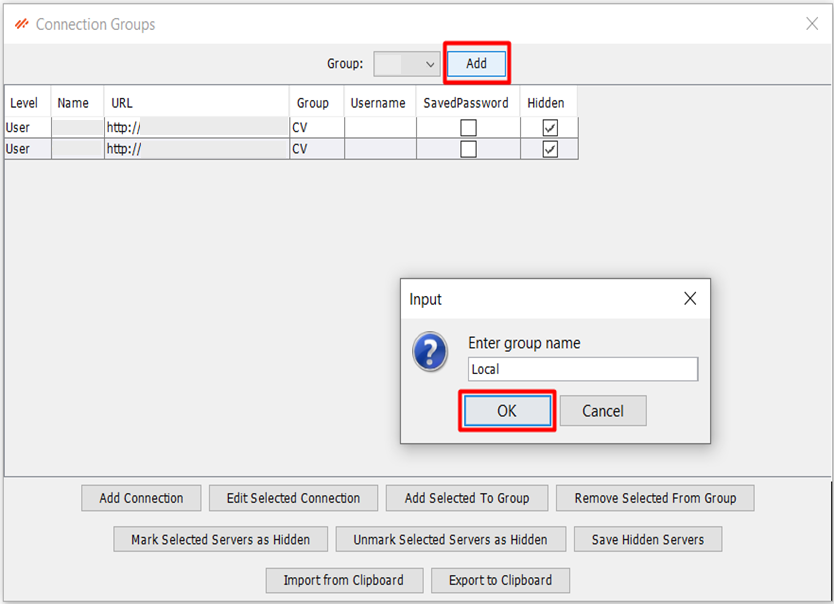 Connection Groups
Group: Add
Level Name URL Group Username SavedPassword Hidden
User http:// CV
User http:// CV
Input
Enter group name
Local
OK Cancel
Add Connection Edit Selected Connection Add Selected To Group Remove Selected From Group
Mark Selected Servers as Hidden Unmark Selected Servers as Hidden Save Hidden Servers
Import from Clipboard Export to Clipboard